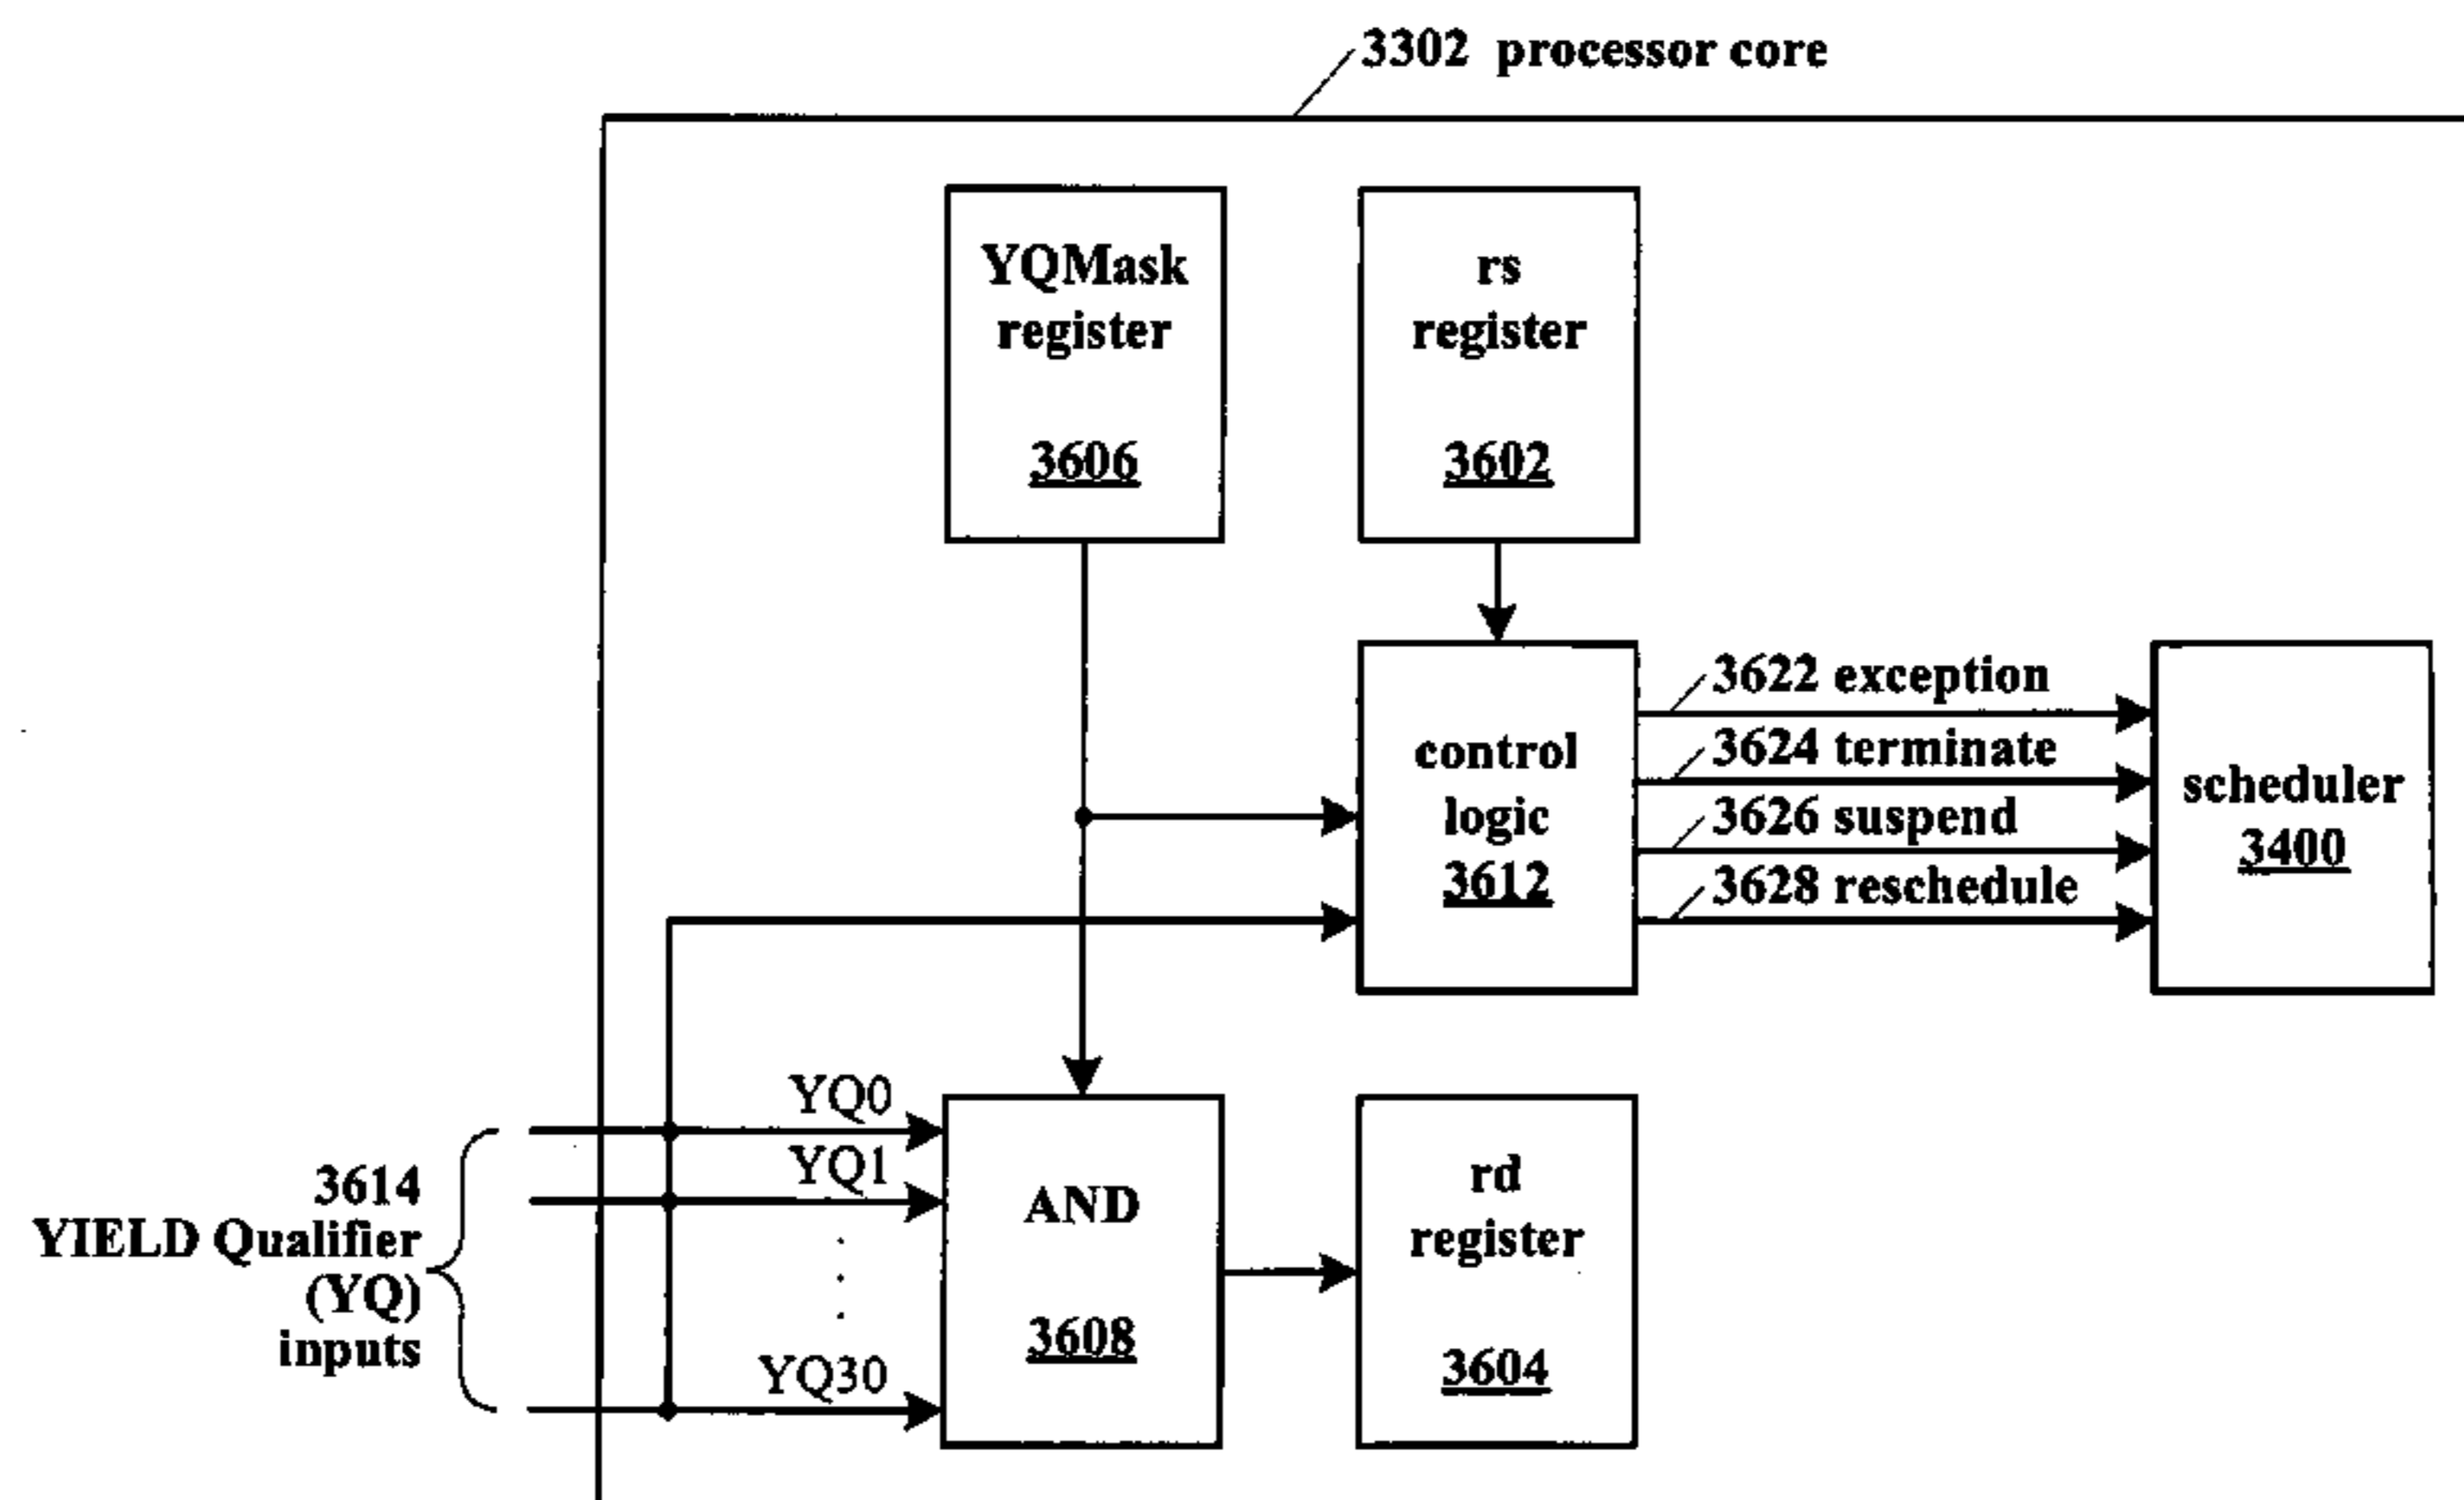 3302 processor core
YQMask
register
3606
rs
register
3602
3622 exception
3624 terminate
3626 suspend
3628 reschedule
control
logic
3612
scheduler
3400
YQ0
YQ1
YQ30
3614
YIELD Qualifier
(YQ)
inputs
AND
3608
rd
register
3604